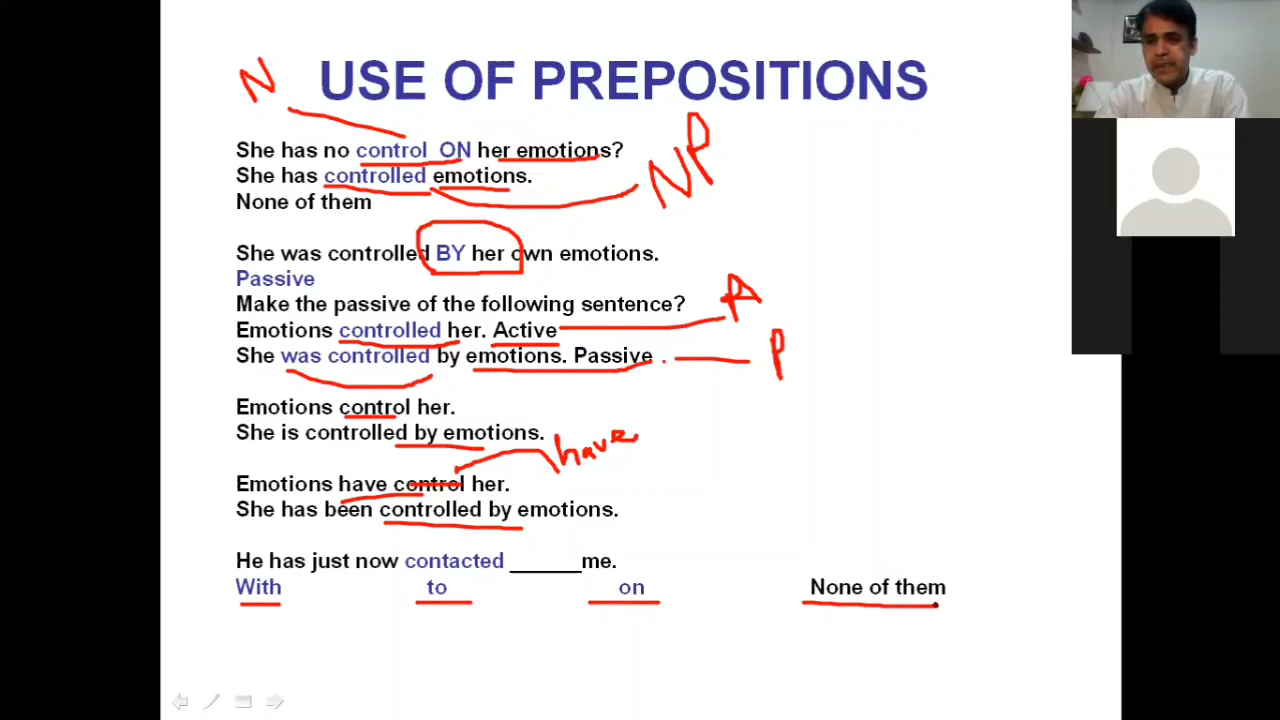 N
USE OF PREPOSITIONS
She has no control ON her emotions?
She has controlled emotions.
NP
None of them
She was controlled BY her own emotions.
Passive
Make the passive of the following sentence?
A
Emotions controlled her. Active
She was controlled by emotions. Passive
P
Emotions control her.
She is controlled by emotions.
have
Emotions have control her.
She has been controlled by emotions.
He has just now contacted ______me.
With to on None of them